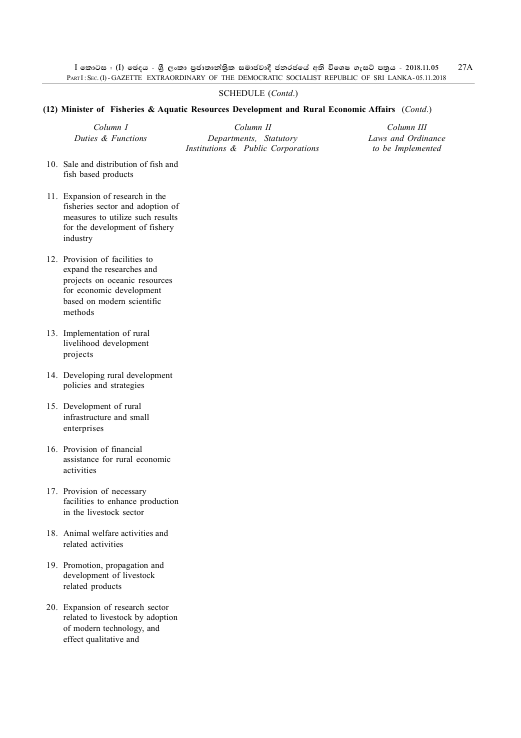 I කොටස - (I) ඡෙදය - ශ්‍රී ලංකා ප්‍රජාතාන්ත්‍රික සමාජවාදී ජනරජයේ අති විශෙෂ ගැසට් පත්‍රය - 2018.11.05 27A
PART I : SEC. (I) - GAZETTE EXTRAORDINARY OF THE DEMOCRATIC SOCIALIST REPUBLIC OF SRI LANKA - 05.11.2018
SCHEDULE (Contd.)
(12) Minister of Fisheries & Aquatic Resources Development and Rural Economic Affairs (Contd.)
Column I Column II Column III
Duties & Functions Departments, Statutory Laws and Ordinance
Institutions & Public Corporations to be Implemented
10. Sale and distribution of fish and
fish based products
11. Expansion of research in the
fisheries sector and adoption of
measures to utilize such results
for the development of fishery
industry
12. Provision of facilities to
expand the researches and
projects on oceanic resources
for economic development
based on modern scientific
methods
13. Implementation of rural
livelihood development
projects
14. Developing rural development
policies and strategies
15. Development of rural
infrastructure and small
enterprises
16. Provision of financial
assistance for rural economic
activities
17. Provision of necessary
facilities to enhance production
in the livestock sector
18. Animal welfare activities and
related activities
19. Promotion, propagation and
development of livestock
related products
20. Expansion of research sector
related to livestock by adoption
of modern technology, and
effect qualitative and